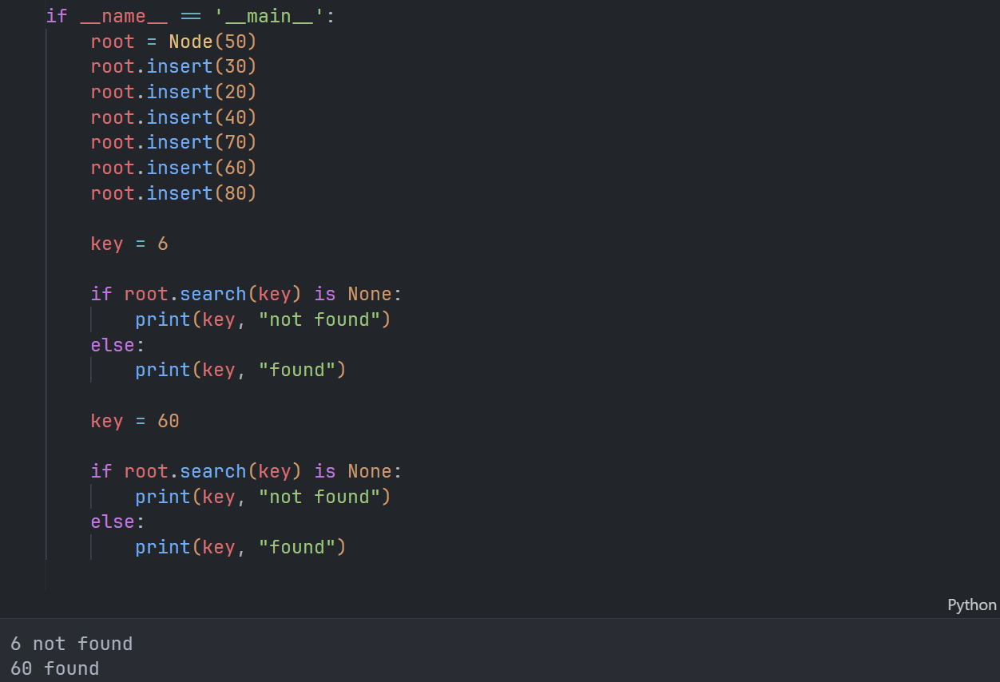 if __name__ == '__main__':
    root = Node(50)
    root.insert(30)
    root.insert(20)
    root.insert(40)
    root.insert(70)
    root.insert(60)
    root.insert(80)

    key = 6

    if root.search(key) is None:
        print(key, "not found")
    else:
        print(key, "found")

    key = 60

    if root.search(key) is None:
        print(key, "not found")
    else:
        print(key, "found")
Python
6 not found
60 found